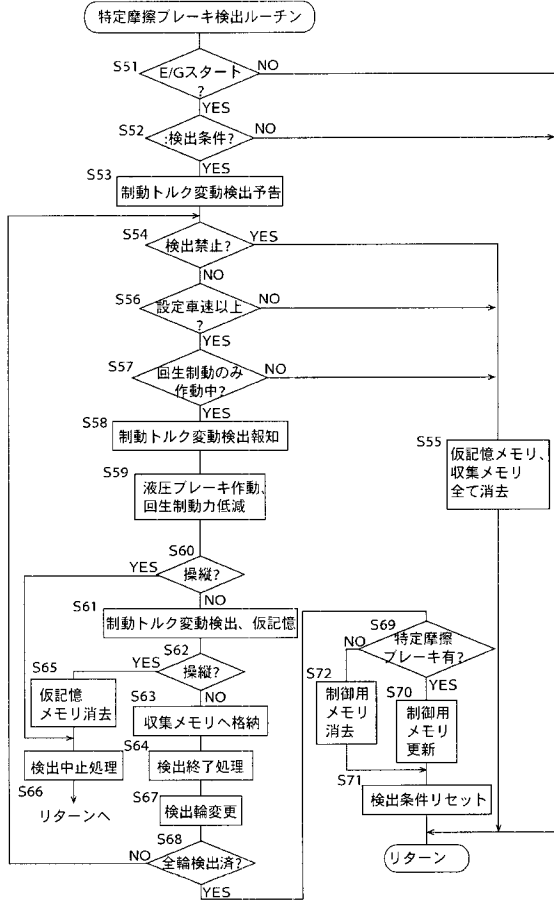 特定摩擦ブレーキ検出ルーチン
S51
E/Gスタート
?
NO
YES
S52
:検出条件?
NO
YES
S53
制動トルク変動検出予告
S54
検出禁止?
YES
NO
S56
設定車速以上
?
NO
YES
S57
回生制動のみ
作動中?
NO
YES
S58
制動トルク変動検出報知
S59
液圧ブレーキ作動、
回生制動力低減
S55
仮記憶メモリ、
収集メモリ
全て消去
S60
操縦?
YES
NO
S61
制動トルク変動検出、仮記憶
S62
操縦?
YES
NO
S65
仮記憶
メモリ消去
S63
収集メモリへ格納
S64
検出終了処理
検出中止処理
S66
リターンへ
S67
検出輪変更
S68
全輪検出済?
NO
YES
S69
特定摩擦
ブレーキ有?
NO
YES
S72
制御用
メモリ
消去
S70
制御用
メモリ
更新
S71
検出条件リセット
リターン